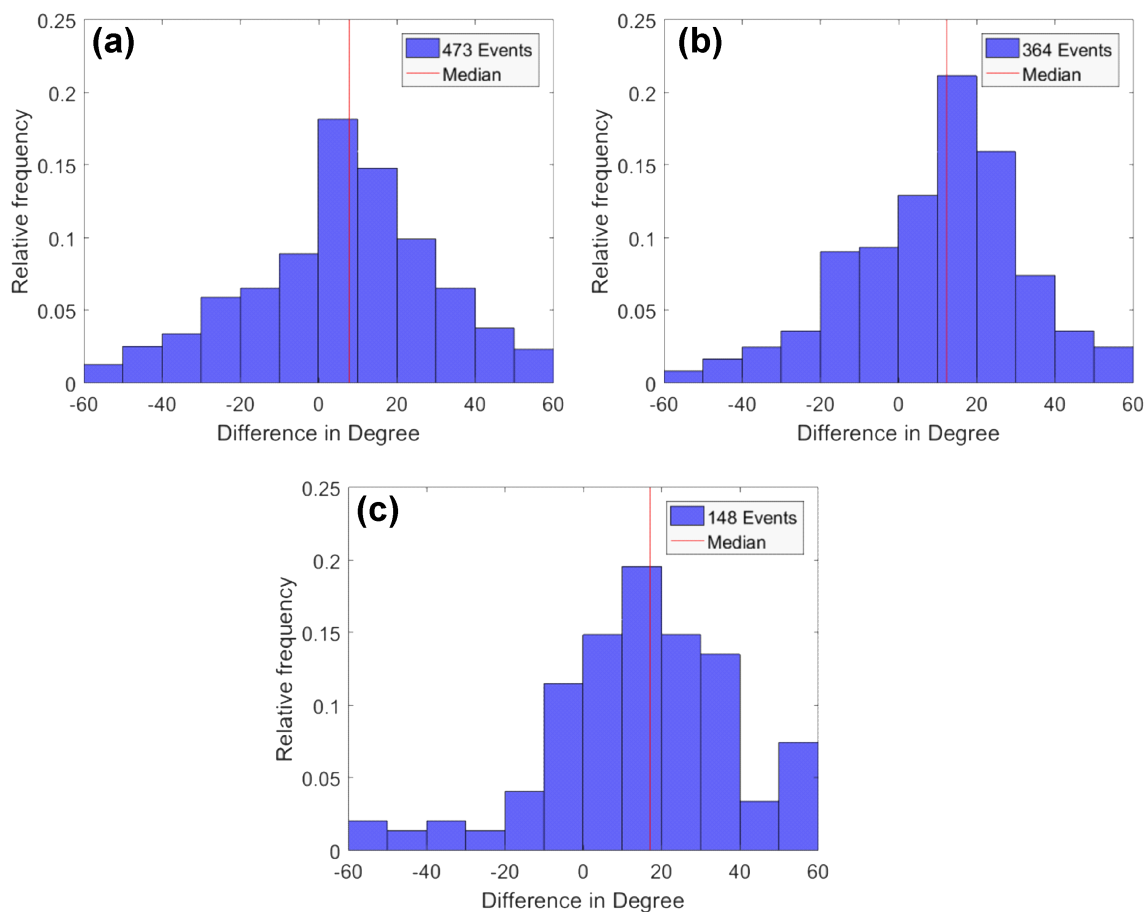 (a)
473 Events
Median
0.25
0.2
0.15
0.1
0.05
0
-60 -40 -20 0 20 40 60
Relative frequency
Difference in Degree
(b)
364 Events
Median
0.25
0.2
0.15
0.1
0.05
0
-60 -40 -20 0 20 40 60
Relative frequency
Difference in Degree
(c)
148 Events
Median
0.25
0.2
0.15
0.1
0.05
0
-60 -40 -20 0 20 40 60
Relative frequency
Difference in Degree